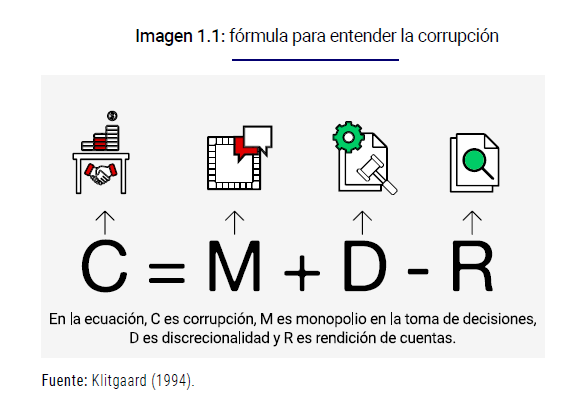 Imagen 1.1: fórmula para entender la corrupción
C = M + D - R
En la ecuación, C es corrupción, M es monopolio en la toma de decisiones,
D es discrecionalidad y R es rendición de cuentas.
Fuente: Klitgaard (1994).